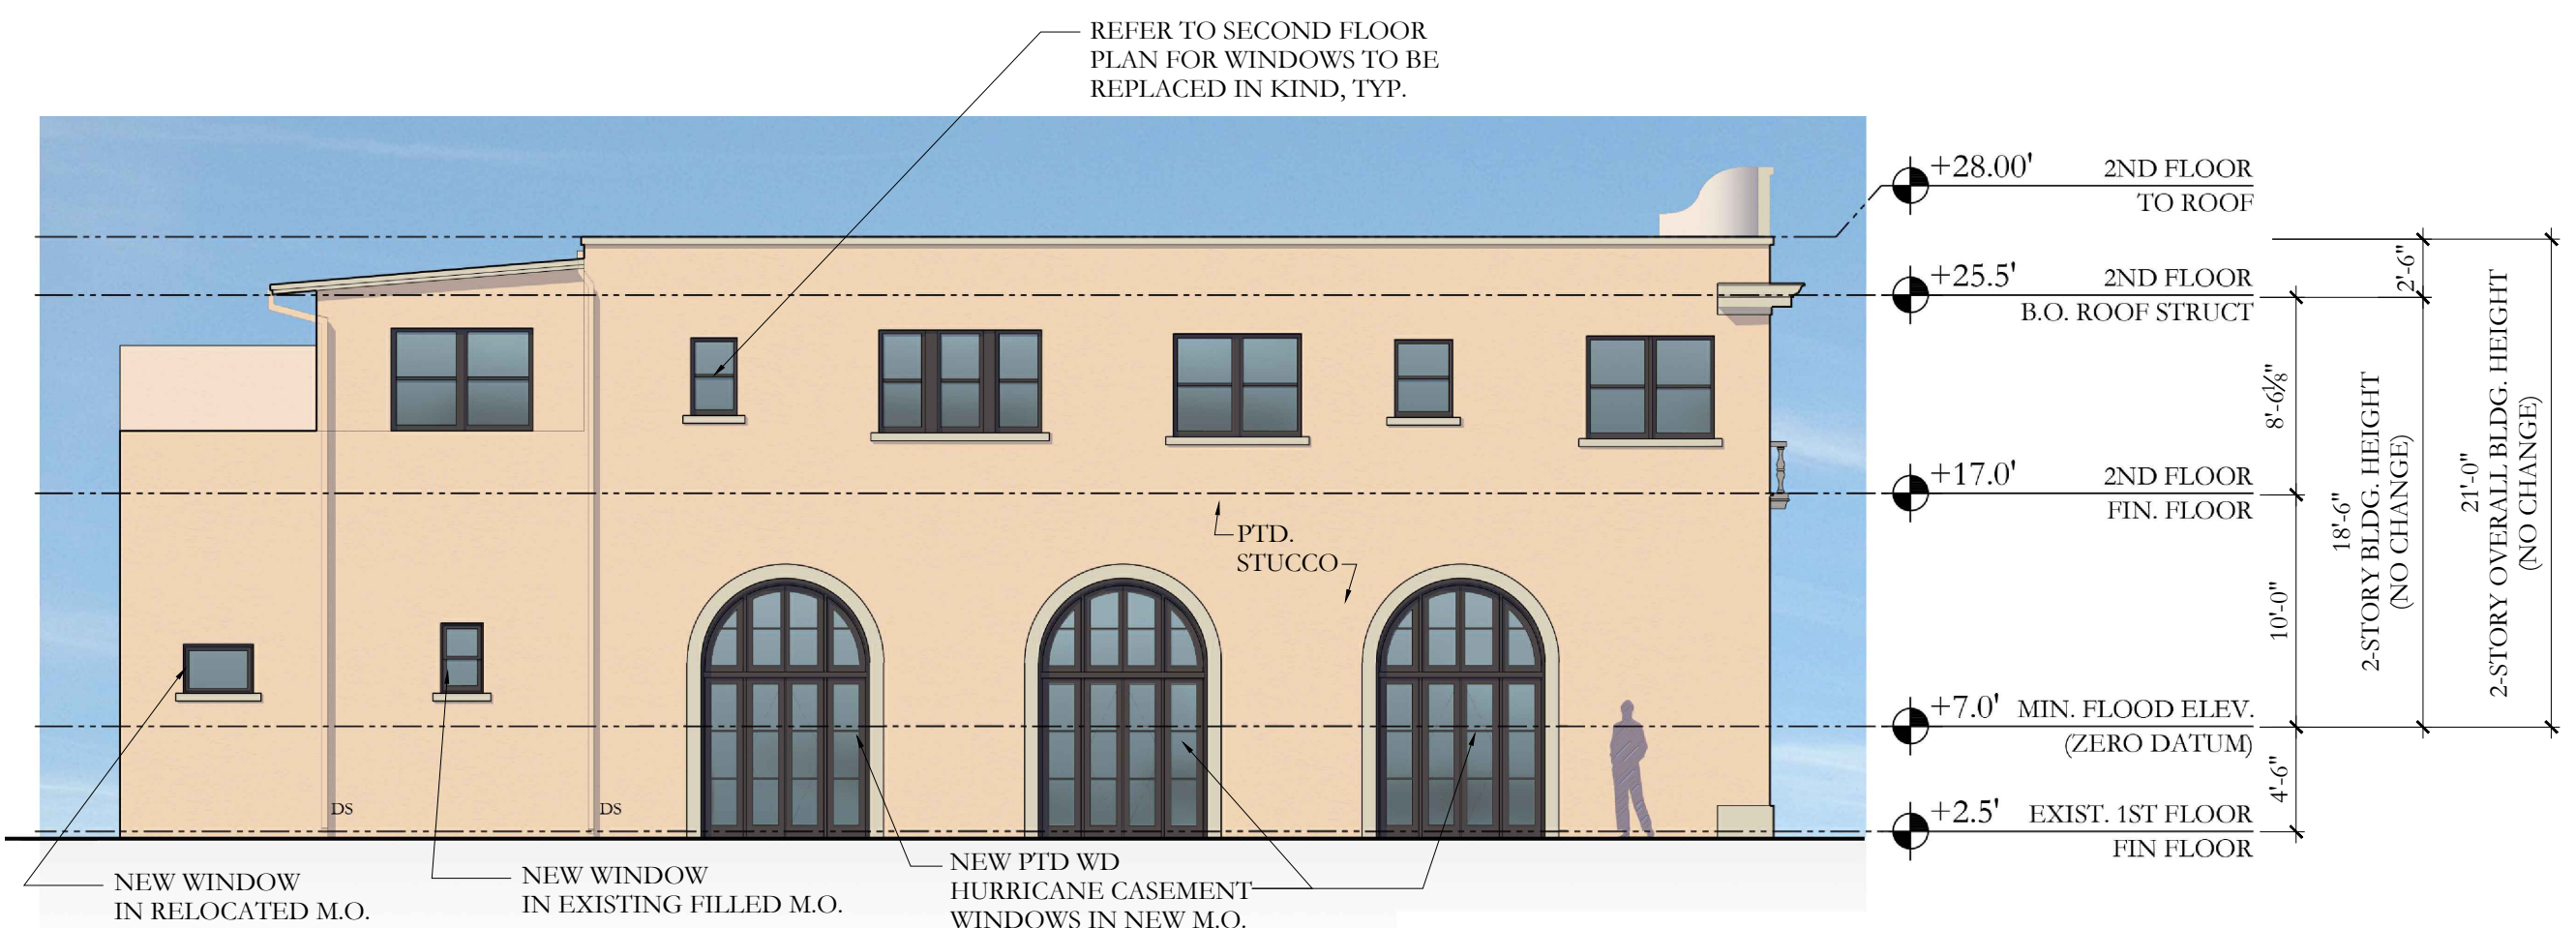 REFER TO SECOND FLOOR
PLAN FOR WINDOWS TO BE
REPLACED IN KIND, TYP.
+28.00' 2ND FLOOR
TO ROOF
+25.5' 2ND FLOOR
B.O. ROOF STRUCT
+17.0' 2ND FLOOR
FIN. FLOOR
+7.0' MIN. FLOOD ELEV.
(ZERO DATUM)
+2.5' EXIST. 1ST FLOOR
FIN FLOOR
2'-6"
8'-6⅛"
10'-0"
4'-6"
18'-6"
2-STORY BLDG. HEIGHT
(NO CHANGE)
21'-0"
2-STORY OVERALL BLDG. HEIGHT
(NO CHANGE)
PTD.
STUCCO
DS
DS
NEW WINDOW
IN RELOCATED M.O.
NEW WINDOW
IN EXISTING FILLED M.O.
NEW PTD WD
HURRICANE CASEMENT
WINDOWS IN NEW M.O.